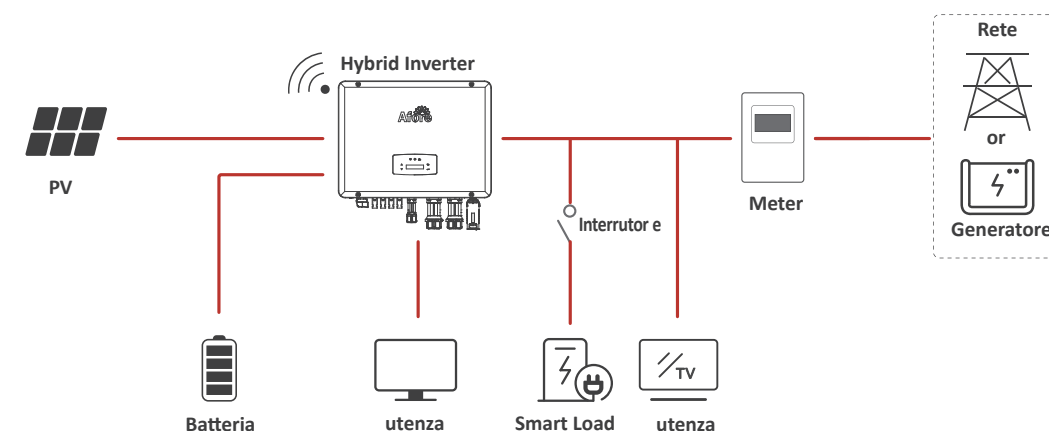 Rete
Hybrid Inverter
Afore
or
PV
Meter
Interrutor e
Generatore
Batteria
utenza
Smart Load
TV
utenza